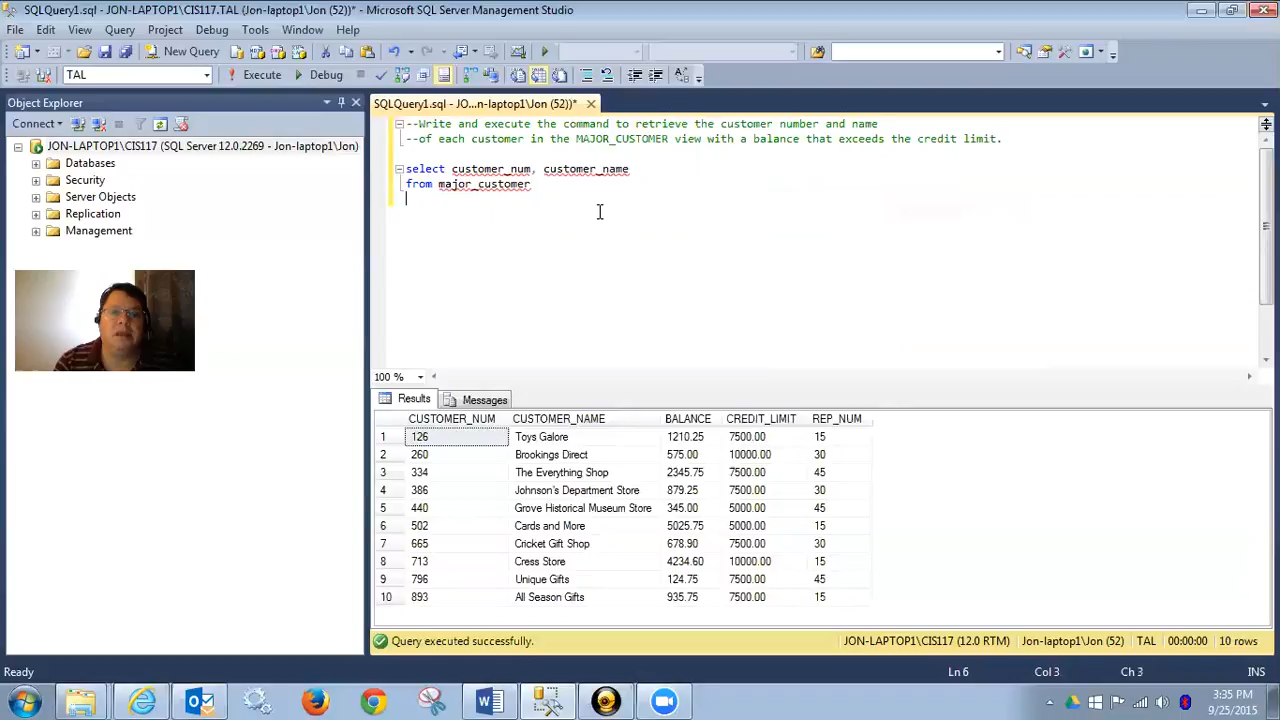 SQLQuery1.sql - JON-LAPTOP1\CIS117.TAL (Jon-laptop1\Jon (52))* - Microsoft SQL Server Management Studio
File Edit View Query Project Debug Tools Window Help
New Query
TAL Execute Debug
Object Explorer
Connect
JON-LAPTOP1\CIS117 (SQL Server 12.0.2269 - Jon-laptop1\Jon)
Databases
Security
Server Objects
Replication
Management
SQLQuery1.sql - JO...n-laptop1\Jon (52))*
--Write and execute the command to retrieve the customer number and name
--of each customer in the MAJOR_CUSTOMER view with a balance that exceeds the credit limit.
select customer_num, customer_name
from major_customer
100 %
Results Messages
CUSTOMER_NUM CUSTOMER_NAME BALANCE CREDIT_LIMIT REP_NUM
1 126 Toys Galore 1210.25 7500.00 15
2 260 Brookings Direct 575.00 10000.00 30
3 334 The Everything Shop 2345.75 7500.00 45
4 386 Johnson's Department Store 879.25 7500.00 30
5 440 Grove Historical Museum Store 345.00 5000.00 45
6 502 Cards and More 5025.75 5000.00 15
7 665 Cricket Gift Shop 678.90 7500.00 30
8 713 Cress Store 4234.60 10000.00 15
9 796 Unique Gifts 124.75 7500.00 45
10 893 All Season Gifts 935.75 7500.00 15
Query executed successfully. JON-LAPTOP1\CIS117 (12.0 RTM) Jon-laptop1\Jon (52) TAL 00:00:00 10 rows
Ready Ln 6 Col 3 Ch 3 INS
3:35 PM
9/25/2015